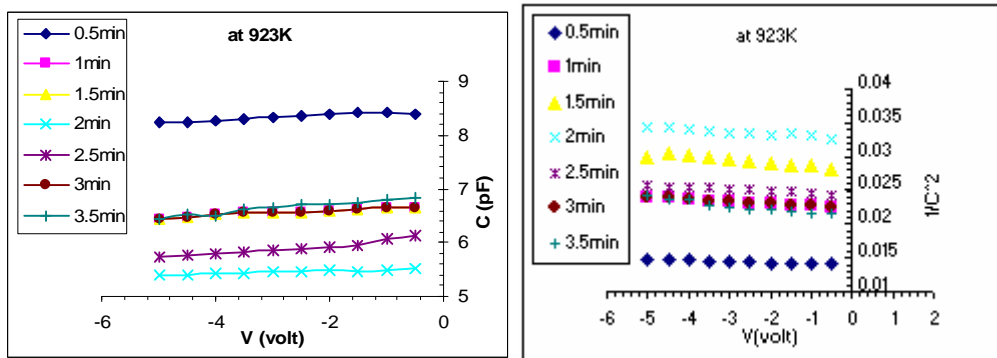 at 923K
0.5min
1min
1.5min
2min
2.5min
3min
3.5min
9
8
7
6
5
C (pF)
-6
-4
-2
0
V (volt)
at 923K
0.5min
1min
1.5min
2min
2.5min
3min
3.5min
0.04
0.035
0.03
0.025
0.02
0.015
0.01
1/C^2
-6
-5
-4
-3
-2
-1
0
1
2
V(volt)